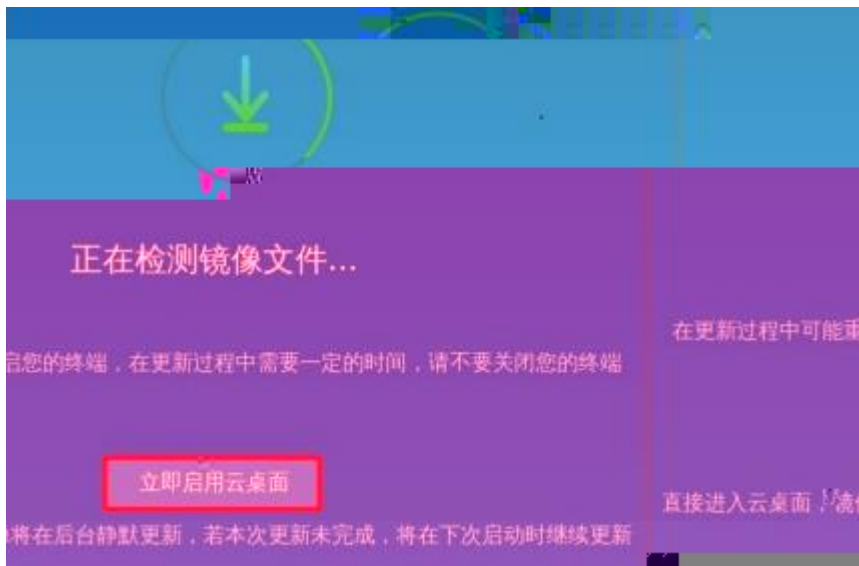 正在检测镜像文件...
在更新过程中可能重
启您的终端，在更新过程中需要一定的时间，请不要关闭您的终端
立即启用云桌面
直接进入云桌面，镜像
将在后台静默更新，若本次更新未完成，将在下次启动时继续更新